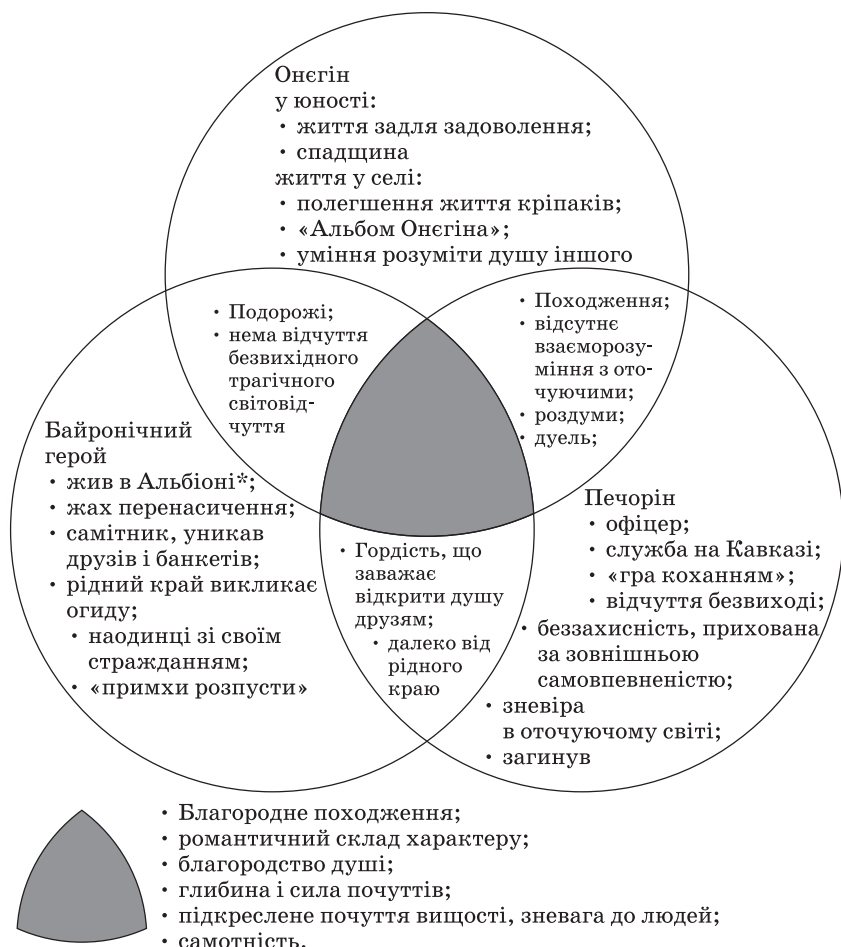 Онєгін
у юності:
• життя задля задоволення;
• спадщина
життя у селі:
• полегшення життя кріпаків;
• «Альбом Онєгіна»;
• уміння розуміти душу іншого
• Подорожі;
• нема відчуття
безвихідного
трагічного
світовід-
чуття
• Походження;
• відсутнє
взаєморозу-
міння з ото-
чуючими;
• роздуми;
• дуель;
Байронічний
герой
• жив в Альбіоні*;
• жах перенасичення;
• самітник, уникав
друзів і банкетів;
• рідний край викликає
огиду;
• наодинці зі своїм
стражданням;
• «примхи розпусти»
• Гордість, що
заважає
відкрити душу
друзям;
• далеко від
рідного
краю
Печорін
• офіцер;
• служба на Кавказі;
• «гра коханням»;
• відчуття безвиході;
• беззахисність, прихована
за зовнішньою
самовпевненістю;
• зневіра
в оточуючому світі;
• загинув
• Благородне походження;
• романтичний склад характеру;
• благородство душі;
• глибина і сила почуттів;
• підкреслене почуття вищості, зневага до людей;
• самотність.